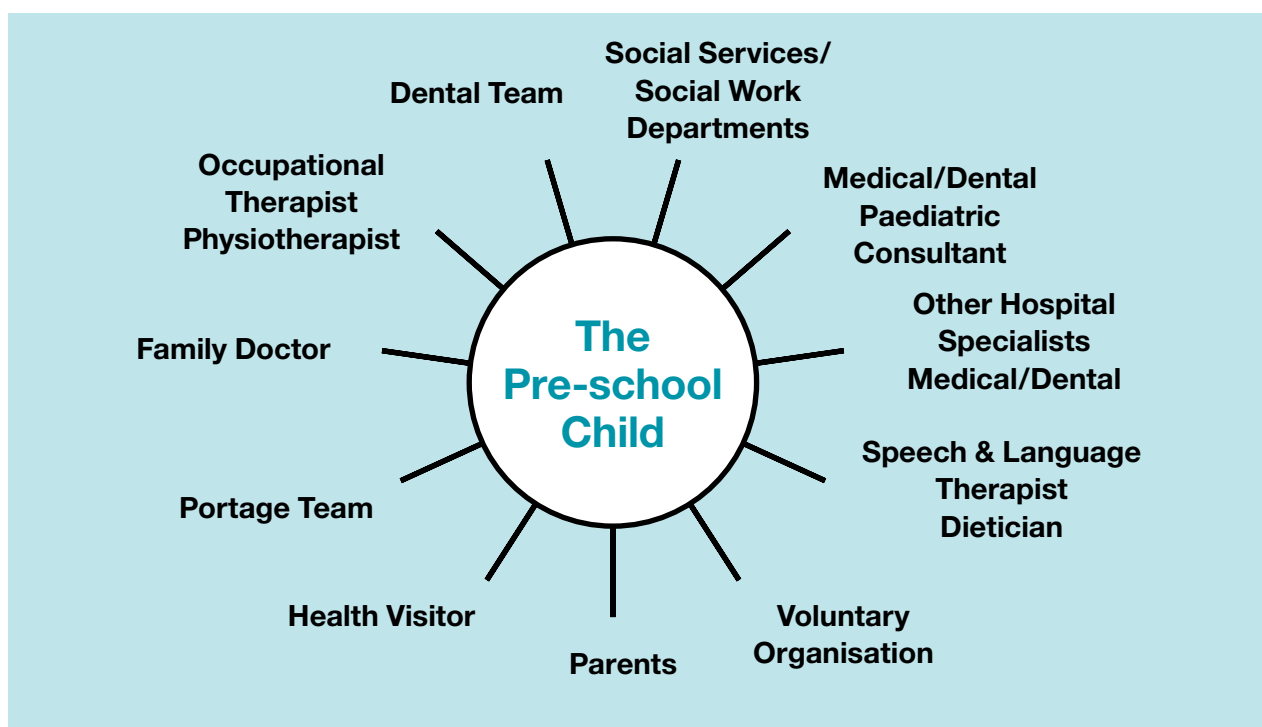 Dental Team
Social Services/
Social Work
Departments
Occupational
Therapist
Physiotherapist
Medical/Dental
Paediatric
Consultant
Other Hospital
Specialists
Medical/Dental
Family Doctor
The
Pre-school
Child
Speech & Language
Therapist
Dietician
Portage Team
Health Visitor
Parents
Voluntary
Organisation